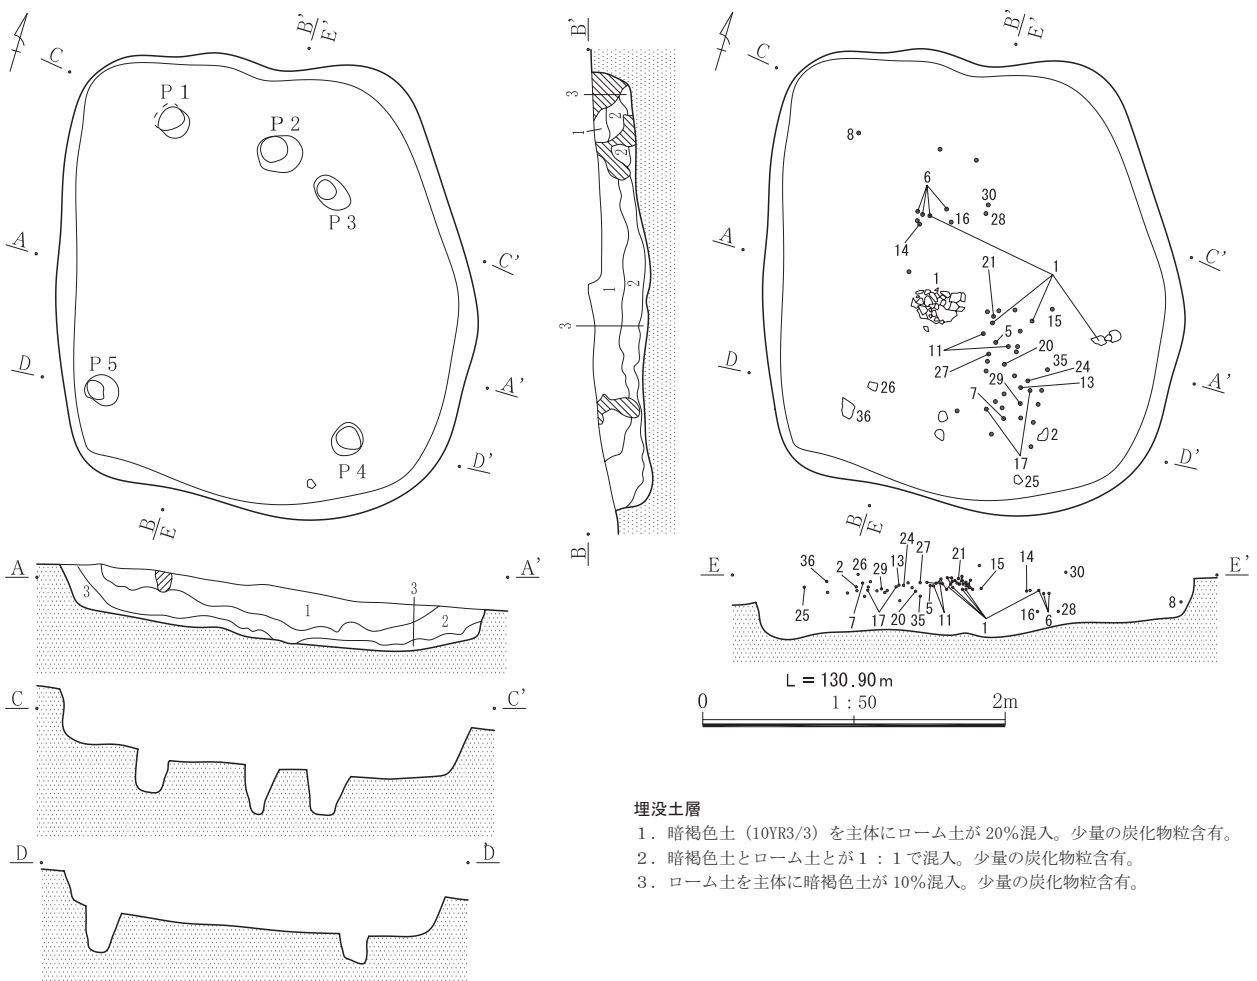 B'
E'
C
P 1
P 2
P 3
A
C'
D
P 5
A'
P 4
D'
B
E
B'
3
2
1
2
1
2
3
B
B'
E'
C
8
6
30
16
28
14
A
C'
21
1
1
15
5
11
20
27
35
D
24
29
13
A'
7
26
36
2
17
25
D'
B
E
A
A'
3
1
3
2
C
C'
D
D'
E
E'
36
2
26
29
13
24
27
21
15
14
30
25
7
17
20
35
5
11
1
16
6
28
8
L = 130.90m
0
1 : 50
2m
埋没土層
1．暗褐色土（10YR3/3）を主体にローム土が 20%混入。少量の炭化物粒含有。
2．暗褐色土とローム土とが 1 : 1 で混入。少量の炭化物粒含有。
3．ローム土を主体に暗褐色土が 10%混入。少量の炭化物粒含有。